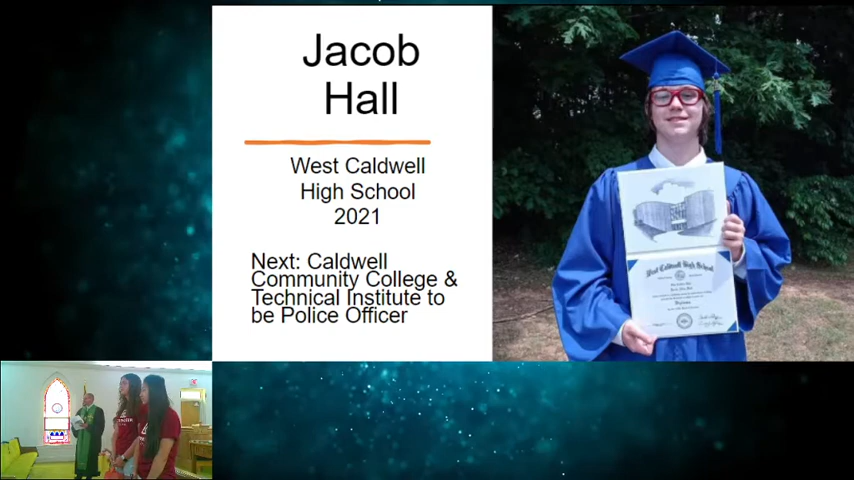 Jacob
Hall
West Caldwell
High School
2021
Next: Caldwell
Community College &
Technical Institute to
be Police Officer
West Caldwell High School
Diploma